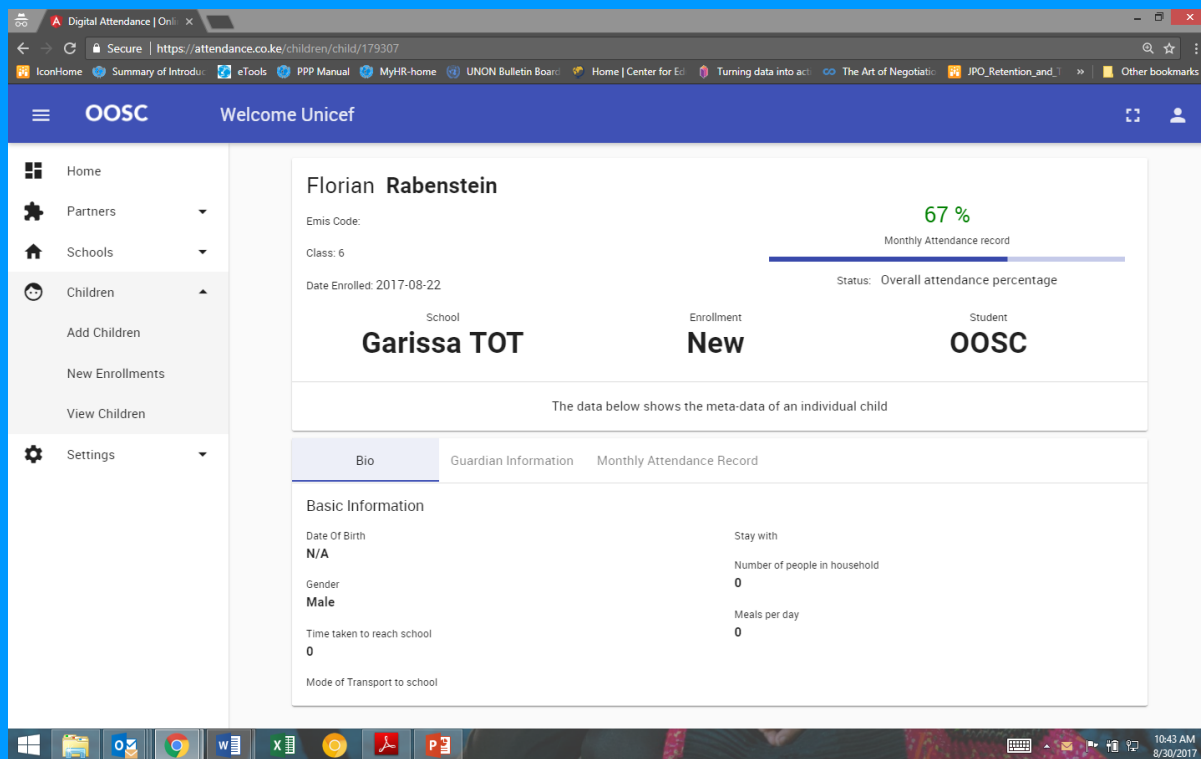 Digital Attendance | Onli
Secure | https://attendance.co.ke/children/child/179307
IconHome Summary of Introduc eTools PPP Manual MyHR-home UNON Bulletin Board Home | Center for Ed Turning data into act The Art of Negotiatio JPO_Retention_and_T » Other bookmarks
OOSC Welcome Unicef
Home
Partners
Schools
Children
Add Children
New Enrollments
View Children
Settings
Florian Rabenstein
Emis Code:
Class: 6
Date Enrolled: 2017-08-22
67 %
Monthly Attendance record
Status: Overall attendance percentage
School
Garissa TOT
Enrollment
New
Student
OOSC
The data below shows the meta-data of an individual child
Bio Guardian Information Monthly Attendance Record
Basic Information
Date Of Birth
N/A
Gender
Male
Time taken to reach school
0
Mode of Transport to school
Stay with
Number of people in household
0
Meals per day
0
10:43 AM
8/30/2017